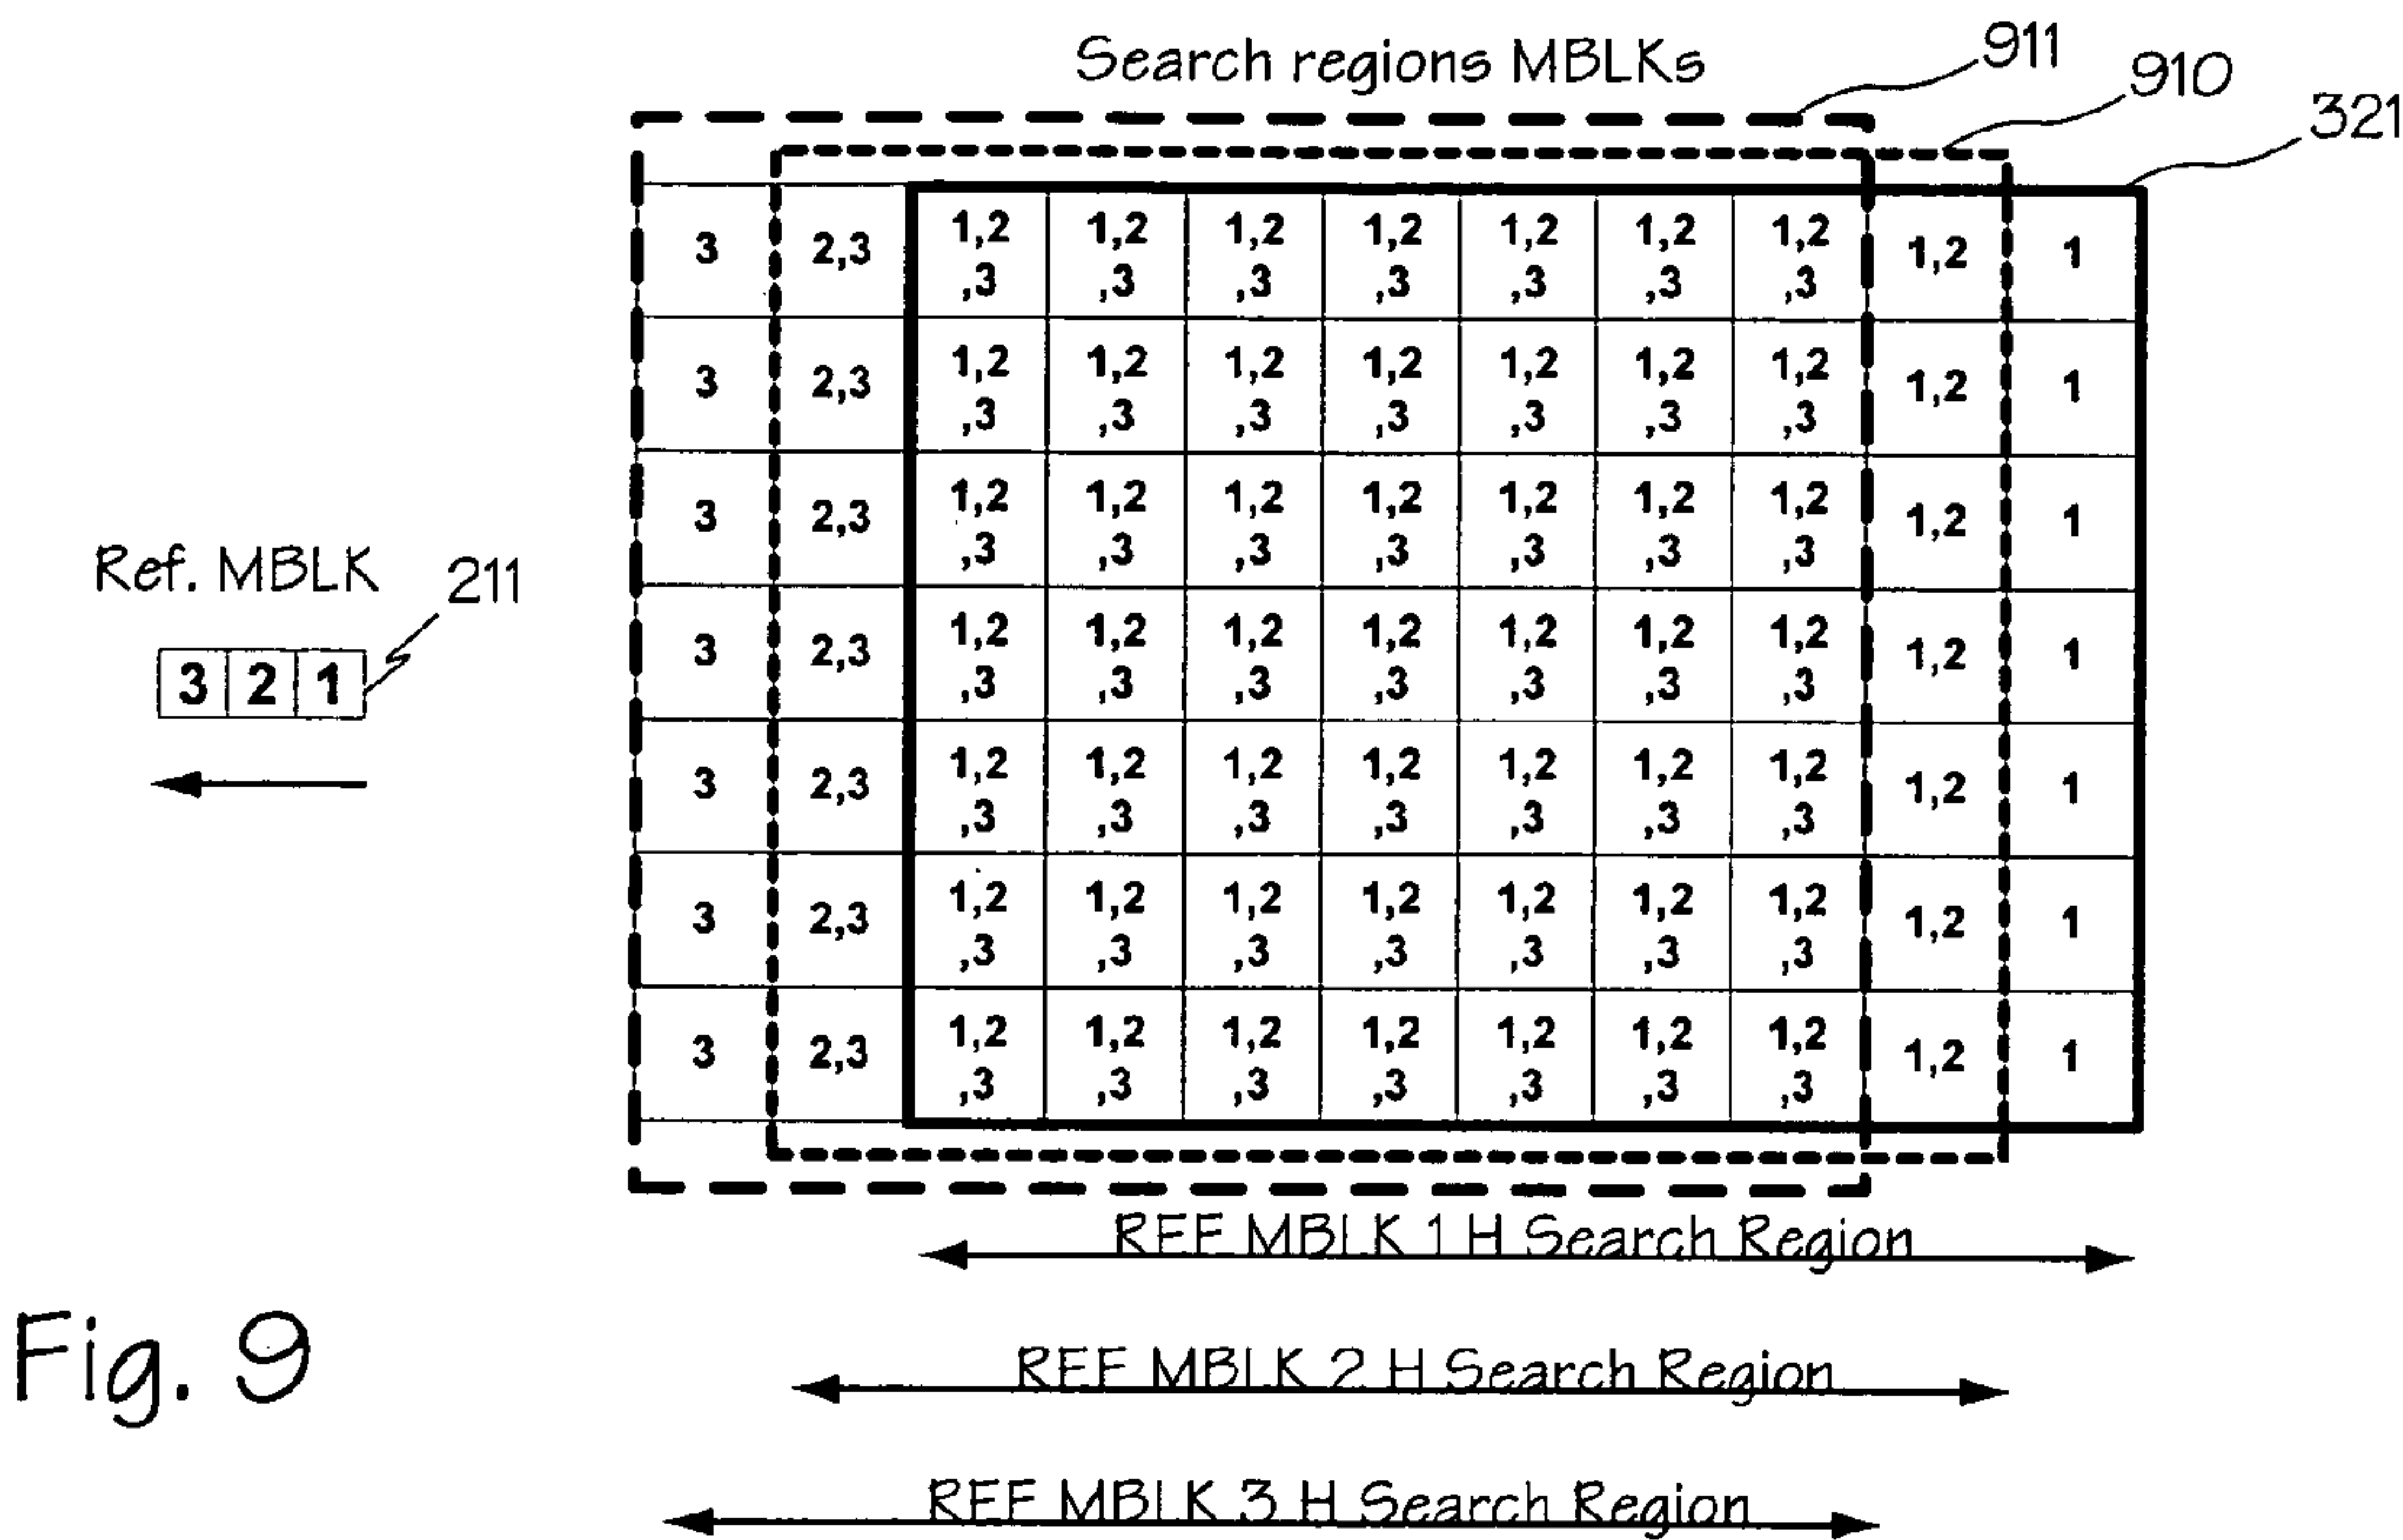 Search regions MBLKs
911
910
321
3 2,3 1,2 1,2 1,2 1,2 1,2 1,2 1,2 1,2 1
,3 ,3 ,3 ,3 ,3 ,3 ,3
3 2,3 1,2 1,2 1,2 1,2 1,2 1,2 1,2 1,2 1
,3 ,3 ,3 ,3 ,3 ,3 ,3
3 2,3 1,2 1,2 1,2 1,2 1,2 1,2 1,2 1,2 1
,3 ,3 ,3 ,3 ,3 ,3 ,3
Ref. MBLK
211
3 2 1
3 2,3 1,2 1,2 1,2 1,2 1,2 1,2 1,2 1,2 1
,3 ,3 ,3 ,3 ,3 ,3 ,3
3 2,3 1,2 1,2 1,2 1,2 1,2 1,2 1,2 1,2 1
,3 ,3 ,3 ,3 ,3 ,3 ,3
3 2,3 1,2 1,2 1,2 1,2 1,2 1,2 1,2 1,2 1
,3 ,3 ,3 ,3 ,3 ,3 ,3
3 2,3 1,2 1,2 1,2 1,2 1,2 1,2 1,2 1,2 1
,3 ,3 ,3 ,3 ,3 ,3 ,3
REF MBLK 1 H Search Region
REF MBLK 2 H Search Region
REF MBLK 3 H Search Region
Fig. 9